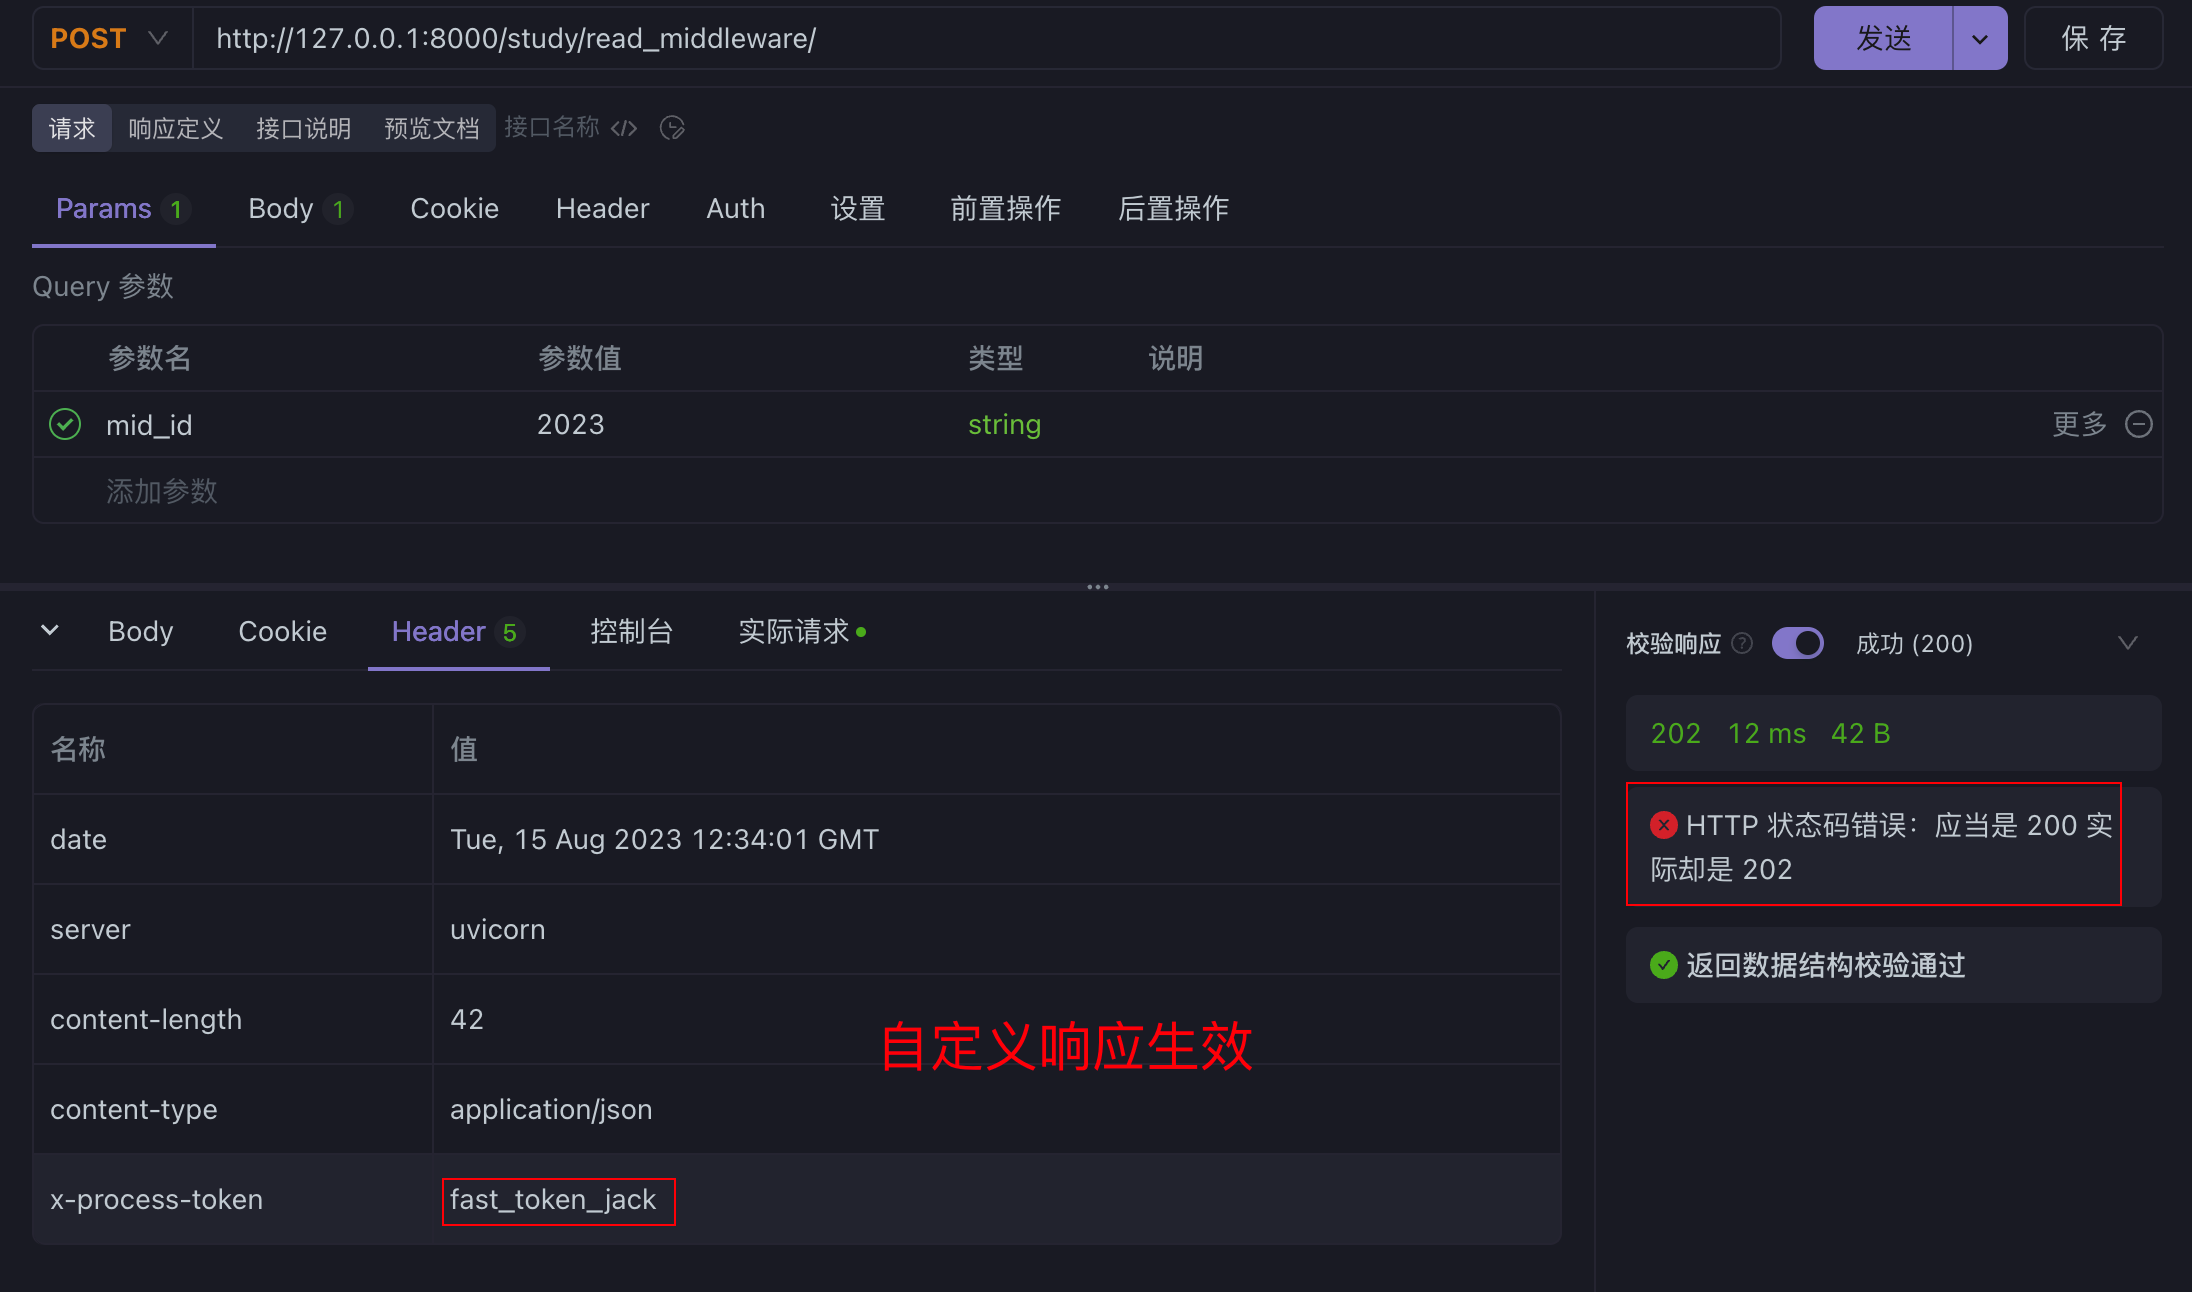 POST http://127.0.0.1:8000/study/read_middleware/ 发送 保 存
请求 响应定义 接口说明 预览文档 接口名称 </>
Params 1 Body 1 Cookie Header Auth 设置 前置操作 后置操作
Query 参数
参数名 参数值 类型 说明
mid_id 2023 string 更多
添加参数
Body Cookie Header 5 控制台 实际请求
名称 值
date Tue, 15 Aug 2023 12:34:01 GMT
server uvicorn
content-length 42
自定义响应生效
content-type application/json
x-process-token fast_token_jack
校验响应 ? 成功 (200)
202 12 ms 42 B
HTTP 状态码错误：应当是 200 实
际却是 202
返回数据结构校验通过